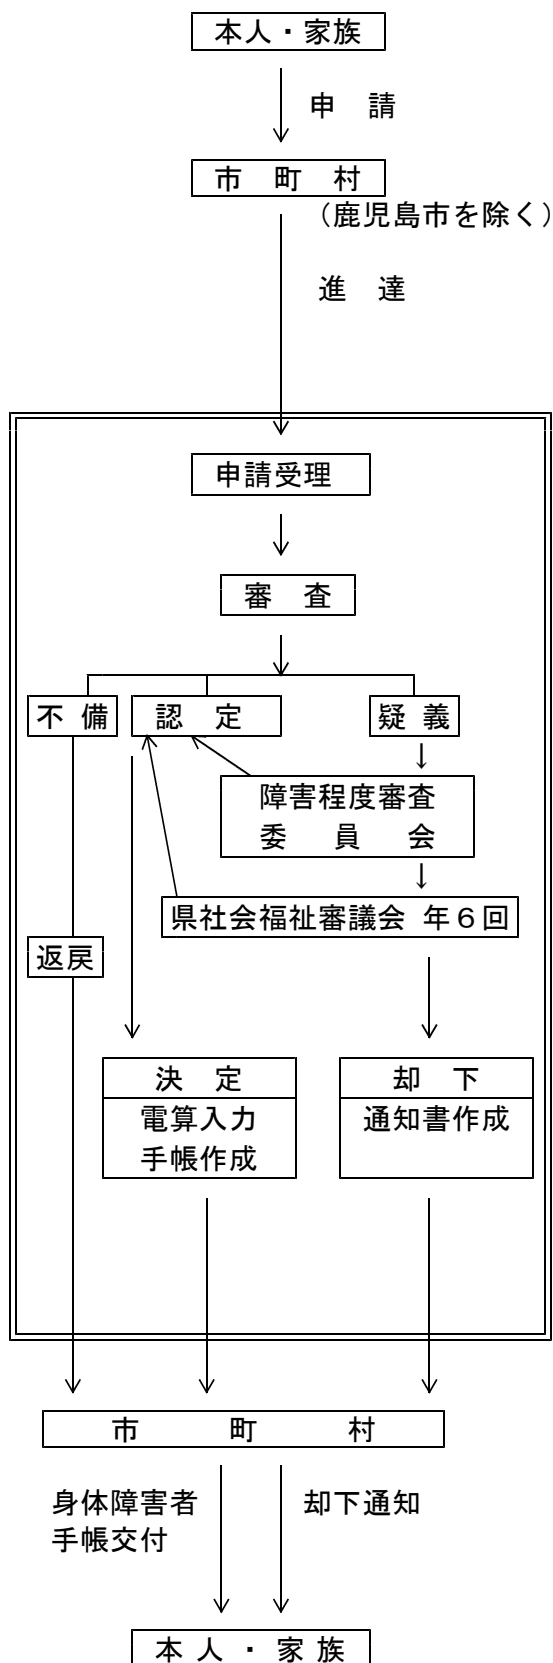 本人・家族
申　請
市　町　村
（鹿児島市を除く）
進　達
申請受理
審　査
不 備
認　定
疑 義
↓
障害程度審査
委　員　会
↓
県社会福祉審議会 年６回
返戻
決　定
電算入力
手帳作成
却　下
通知書作成
市　　町　　村
身体障害者
手帳交付
却下通知
本 人 ・ 家 族